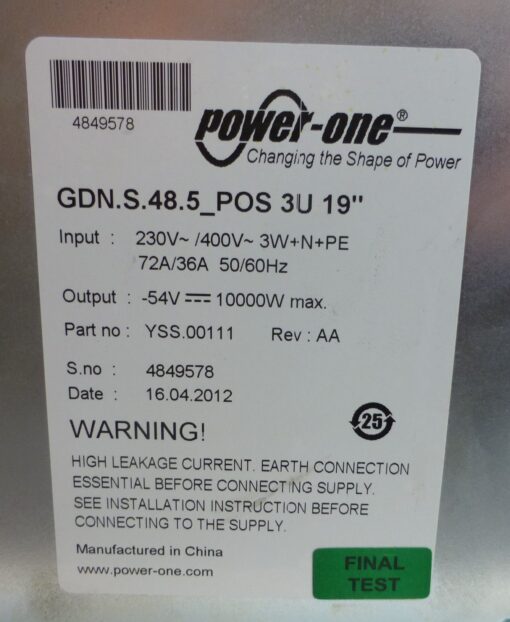 4849578
power-one®
Changing the Shape of Power
GDN.S.48.5_POS 3U 19"
Input : 230V~ /400V~ 3W+N+PE
72A/36A 50/60Hz
Output : -54V⎓ 10000W max.
Part no : YSS.00111 Rev : AA
S.no : 4849578
Date : 16.04.2012
25
WARNING!
HIGH LEAKAGE CURRENT. EARTH CONNECTION
ESSENTIAL BEFORE CONNECTING SUPPLY.
SEE INSTALLATION INSTRUCTION BEFORE
CONNECTING TO THE SUPPLY.
Manufactured in China
www.power-one.com
FINAL
TEST